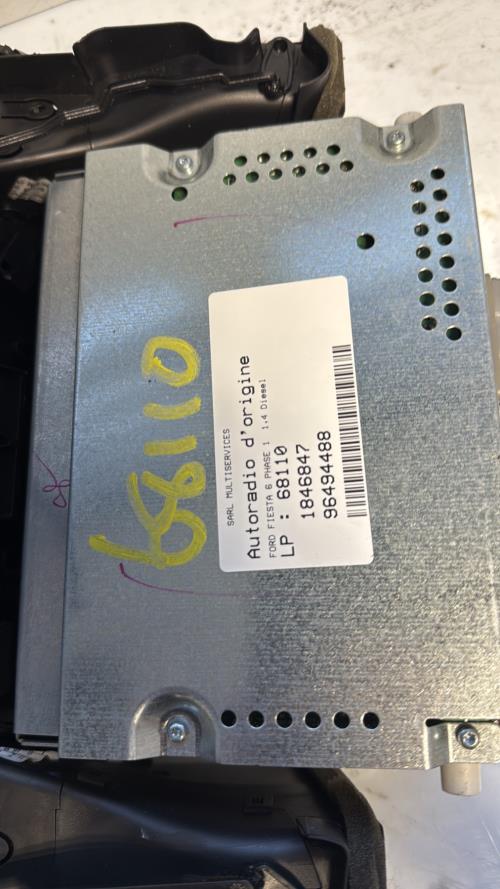 68110
SARL MULTISERVICES
Autoradio d'origine
FORD FIESTA 6 PHASE 1 1.4 Diesel
LP : 68110
1846847
96494488